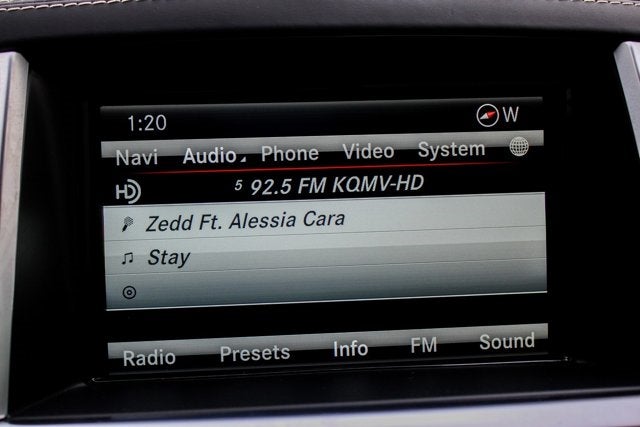 1:20 W
Navi Audio Phone Video System
HD 5 92.5 FM KQMV-HD
Zedd Ft. Alessia Cara
Stay
Radio Presets Info FM Sound